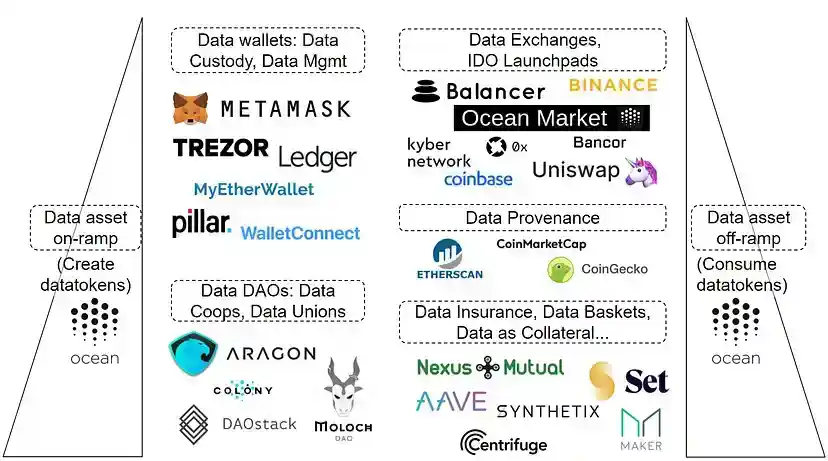 Data asset
on-ramp
(Create
datatokens)
ocean
Data wallets: Data
Custody, Data Mgmt
METAMASK
TREZOR
Ledger
MyEtherWallet
pillar.
WalletConnect
Data DAOs: Data
Coops, Data Unions
ARAGON
COLONY
DAOstack
MOLOCH
DAO
Data Exchanges,
IDO Launchpads
Balancer
BINANCE
Ocean Market
kyber
network
0x
Bancor
coinbase
Uniswap
Data Provenance
ETHERSCAN
CoinMarketCap
CoinGecko
Data Insurance, Data Baskets,
Data as Collateral...
Nexus Mutual
Set
AAVE
SYNTHETIX
Centrifuge
MAKER
Data asset
off-ramp
(Consume
datatokens)
ocean